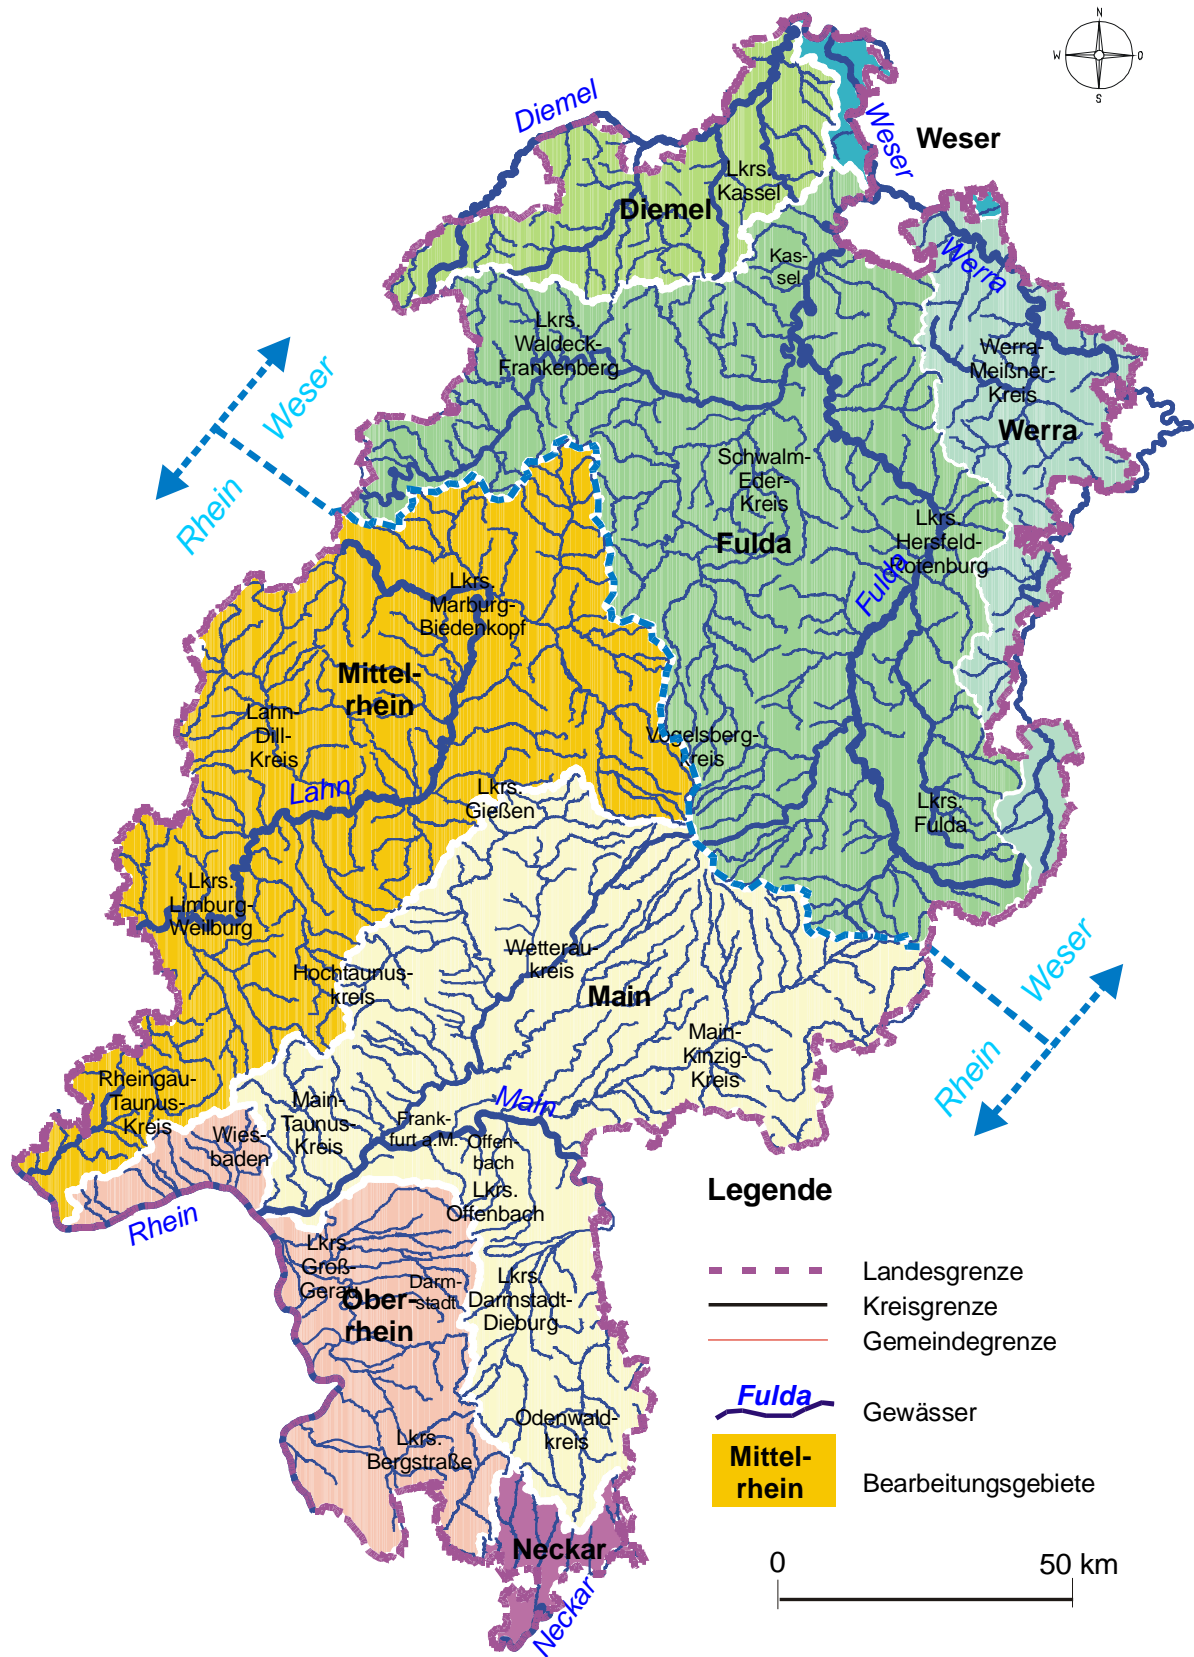 N
W
O
S
Diemel
Weser
Weser
Lkrs.
Kassel
Diemel
Werra
Kas-
sel
Lkrs.
Waldeck-
Frankenberg
Werra-
Meißner-
Kreis
Werra
Weser
Rhein
Schwalm-
Eder-
Kreis
Fulda
Lkrs.
Hersfeld-
Rotenburg
Fulda
Lkrs.
Marburg-
Biedenkopf
Mittel-
rhein
Lahn-
Dill-
Kreis
Vogelsberg-
kreis
Lahn
Lkrs.
Gießen
Lkrs.
Fulda
Lkrs.
Limburg-
Weilburg
Wetterau-
kreis
Hochtaunus-
kreis
Main
Weser
Rhein
Main-
Kinzig-
Kreis
Rheingau-
Taunus-
Kreis
Main-
Taunus-
Kreis
Main
Frank-
furt a.M.
Offen-
bach
Wies-
baden
Rhein
Lkrs.
Offenbach
Lkrs.
Groß-
Gerau
Darm-
stadt
Ober-
rhein
Lkrs.
Darmstadt-
Dieburg
Odenwald-
kreis
Lkrs.
Bergstraße
Neckar
Neckar
Legende
Landesgrenze
Kreisgrenze
Gemeindegrenze
Fulda
Gewässer
Mittel-
rhein
Bearbeitungsgebiete
0
50 km